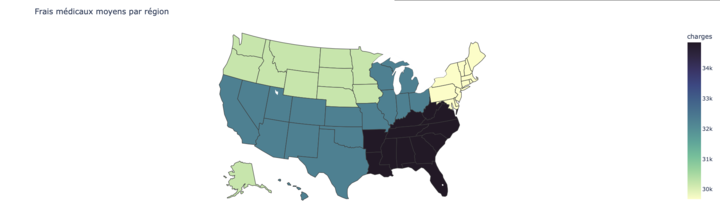 Frais médicaux moyens par région
charges
34k
33k
32k
31k
30k